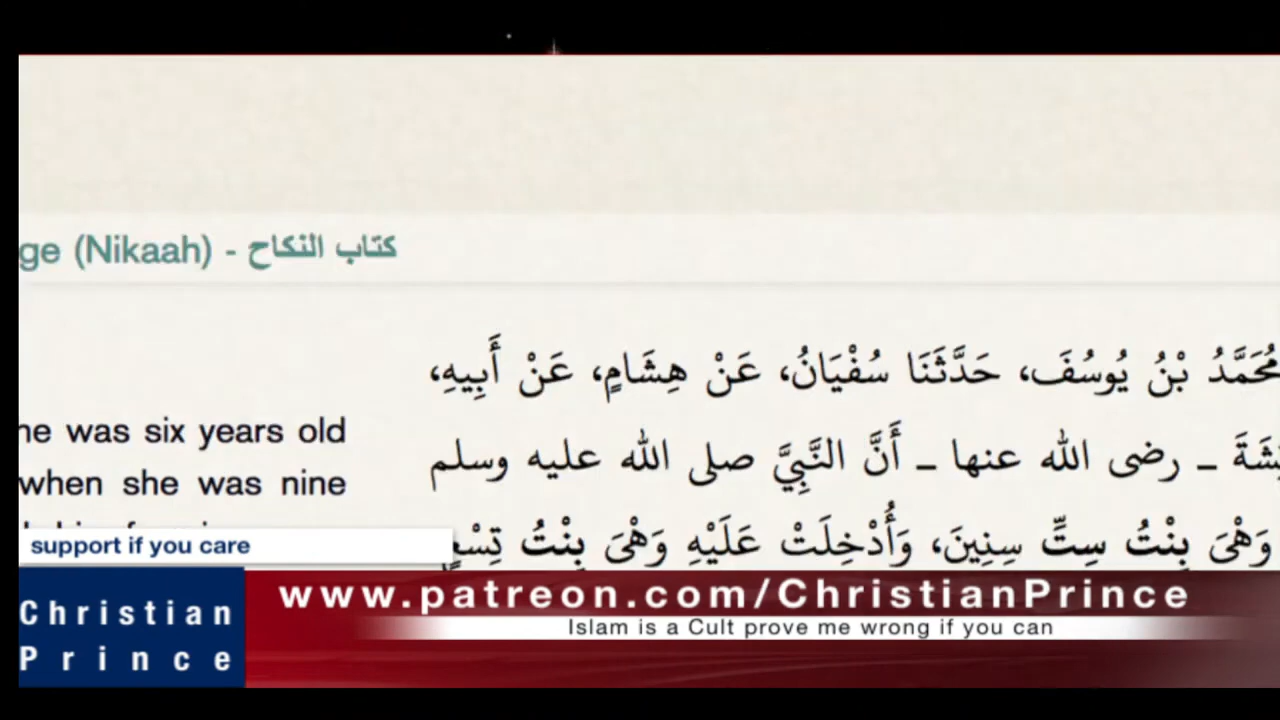 ge (Nikaah) - كتاب النكاح
مُحَمَّدُ بْنُ يُوسُفَ، حَدَّثَنَا سُفْيَانُ، عَنْ هِشَامٍ، عَنْ أَبِيهِ،
he was six years old
ـ رضى الله عنها ـ أَنَّ النَّبِيَّ صلى الله عليه وسلم
when she was nine
وَهْىَ بِنْتُ سِتِّ سِنِينَ، وَأُدْخِلَتْ عَلَيْهِ وَهْىَ بِنْتُ تِسْعٍ
support if you care
Christian
Prince
www.patreon.com/ChristianPrince
Islam is a Cult prove me wrong if you can